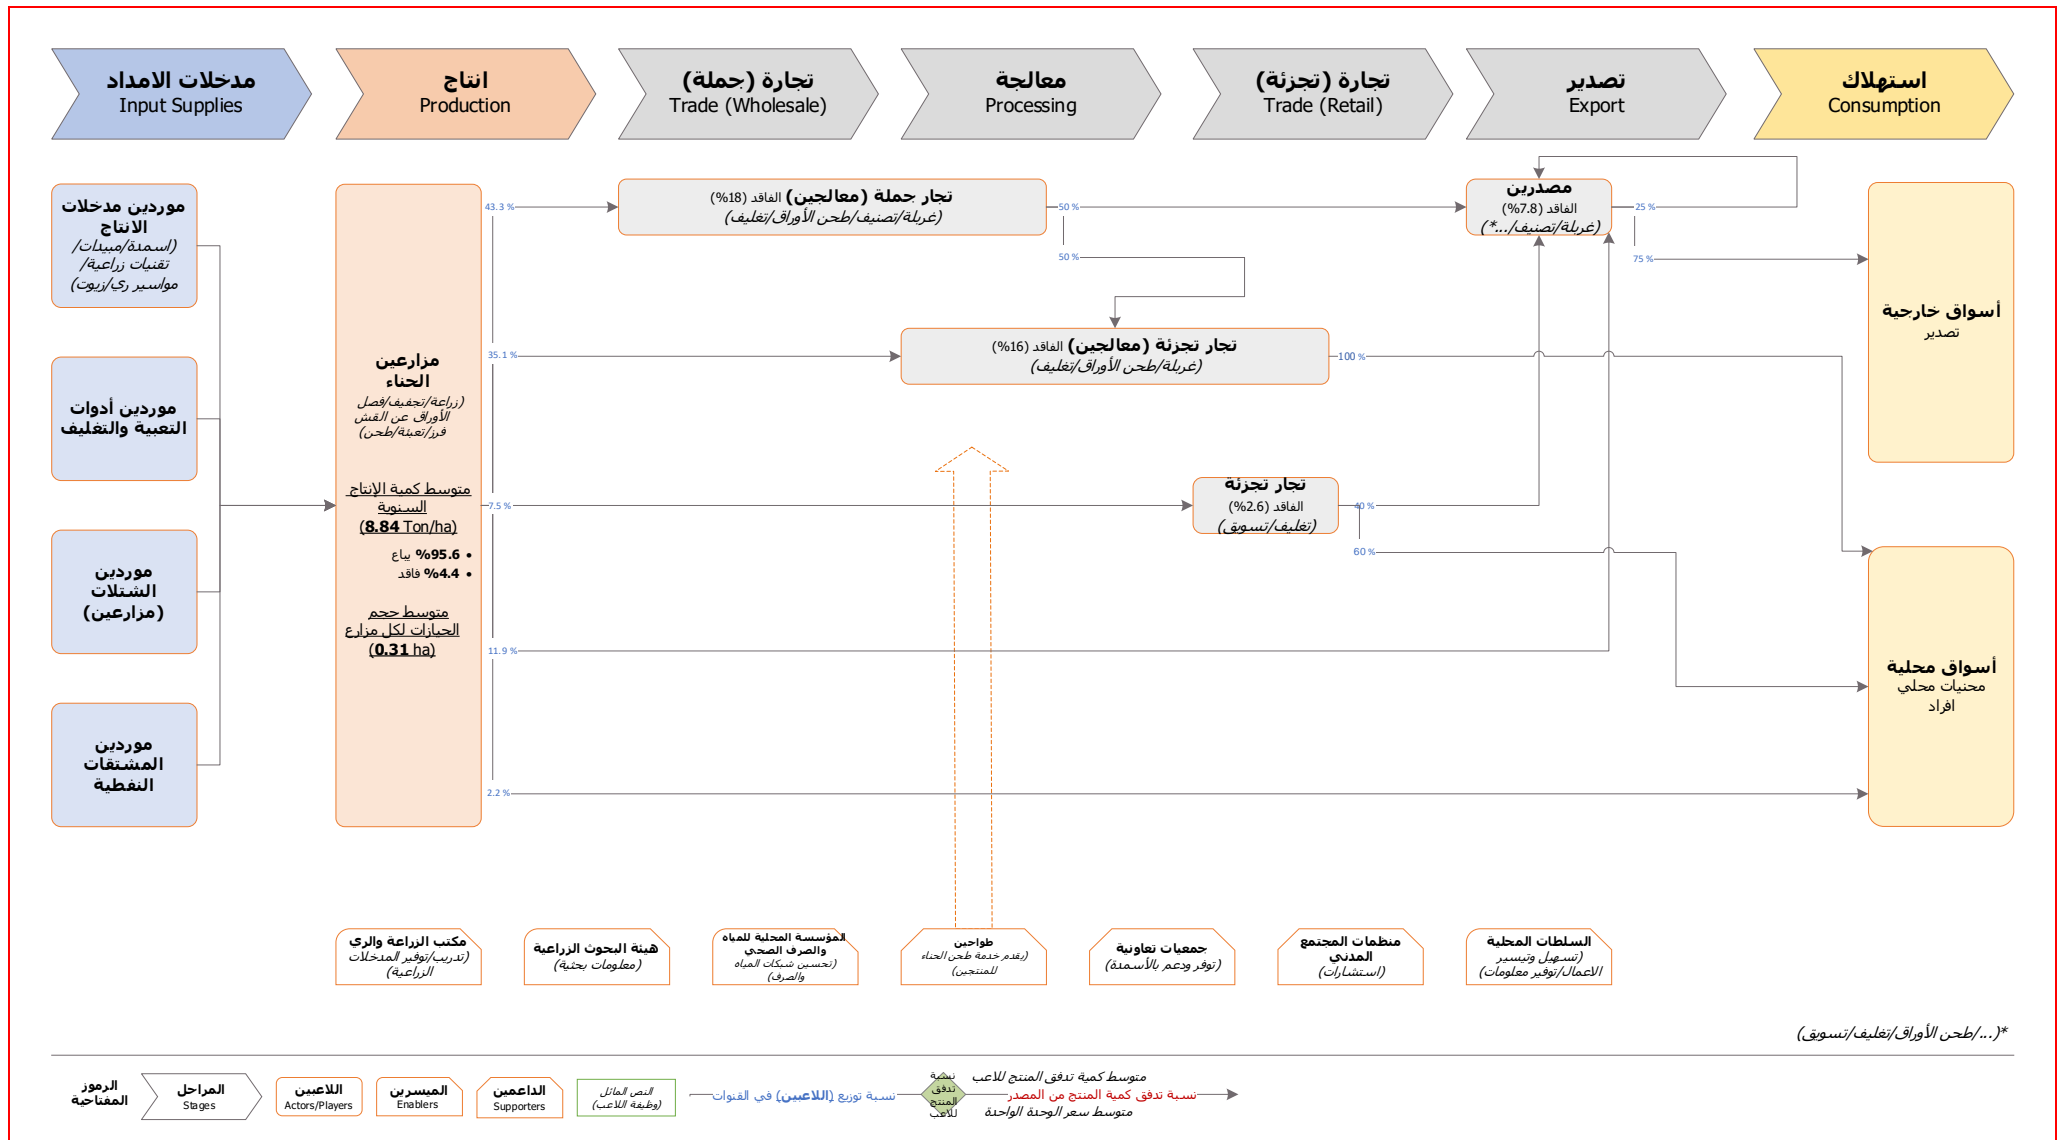 مدخلات الامداد
Input Supplies
انتاج
Production
تجارة (جملة)
Trade (Wholesale)
معالجة
Processing
تجارة (تجزئة)
Trade (Retail)
تصدير
Export
استهلاك
Consumption
موردين مدخلات
الانتاج
(اسمدة/مبيدات/
تقنيات زراعية/
مواسير ري/زيوت)
موردين أدوات
التعبية والتغليف
موردين
الشتلات
(مزارعين)
موردين
المشتقات
النفطية
مزارعين
الحناء
(زراعة/تجفيف/فصل
الأوراق عن القش
فرز/تعبئة/طحن)
متوسط كمية الإنتاج
السنوية
(8.84 Ton/ha)
• 95.6% يباع
• 4.4% فاقد
متوسط حجم
الحيازات لكل مزارع
(0.31 ha)
43.3 %
35.1 %
7.5 %
11.9 %
2.2 %
تجار جملة (معالجين) الفاقد (18%)
(غربلة/تصنيف/طحن الأوراق/تغليف)
50 %
50 %
تجار تجزئة (معالجين) الفاقد (16%)
(غربلة/طحن الأوراق/تغليف)
100 %
تجار تجزئة
الفاقد (2.6%)
(تغليف/تسويق)
40 %
60 %
مصدرين
الفاقد (7.8%)
(غربلة/تصنيف/...*)
25 %
75 %
أسواق خارجية
تصدير
أسواق محلية
محنيات محلي
افراد
مكتب الزراعة والري
(تدريب/توفير المدخلات
الزراعية)
هيئة البحوث الزراعية
(معلومات بحثية)
المؤسسة المحلية للمياه
والصرف الصحي
(تحسين شبكات المياه
والصرف)
طواحين
(يقدم خدمة طحن الحناء
للمنتجين)
جمعيات تعاونية
(توفر ودعم بالأسمدة)
منظمات المجتمع
المدني
(استشارات)
السلطات المحلية
(تسهيل وتيسير
الاعمال/توفير معلومات)
*(.../طحن الأوراق/تغليف/تسويق)
الرموز
المفتاحية
المراحل
Stages
اللاعبين
Actors/Players
الميسرين
Enablers
الداعمين
Supporters
النص المائل
(وظيفة اللاعب)
نسبة توزيع (اللاعبين) في القنوات
نسبة
تدفق
المنتج
للاعب
متوسط كمية تدفق المنتج للاعب
نسبة تدفق كمية المنتج من المصدر
متوسط سعر الوحدة الواحدة